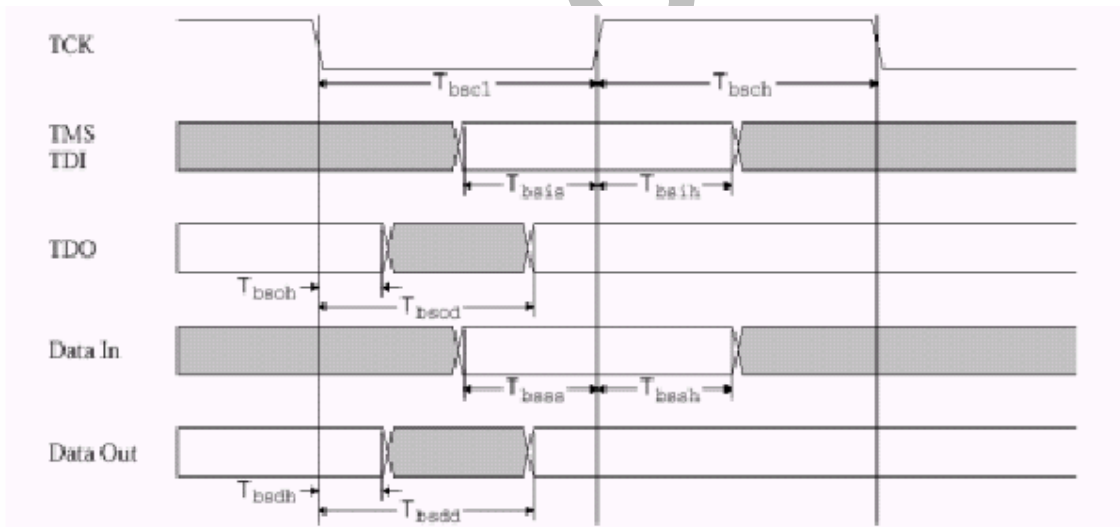 TCK
Tbscl
Tbsch
TMS
TDI
Tbsis
Tbsih
TDO
Tbsoh
Tbsod
Data In
Tbsss
Tbssh
Data Out
Tbsdh
Tbsdd